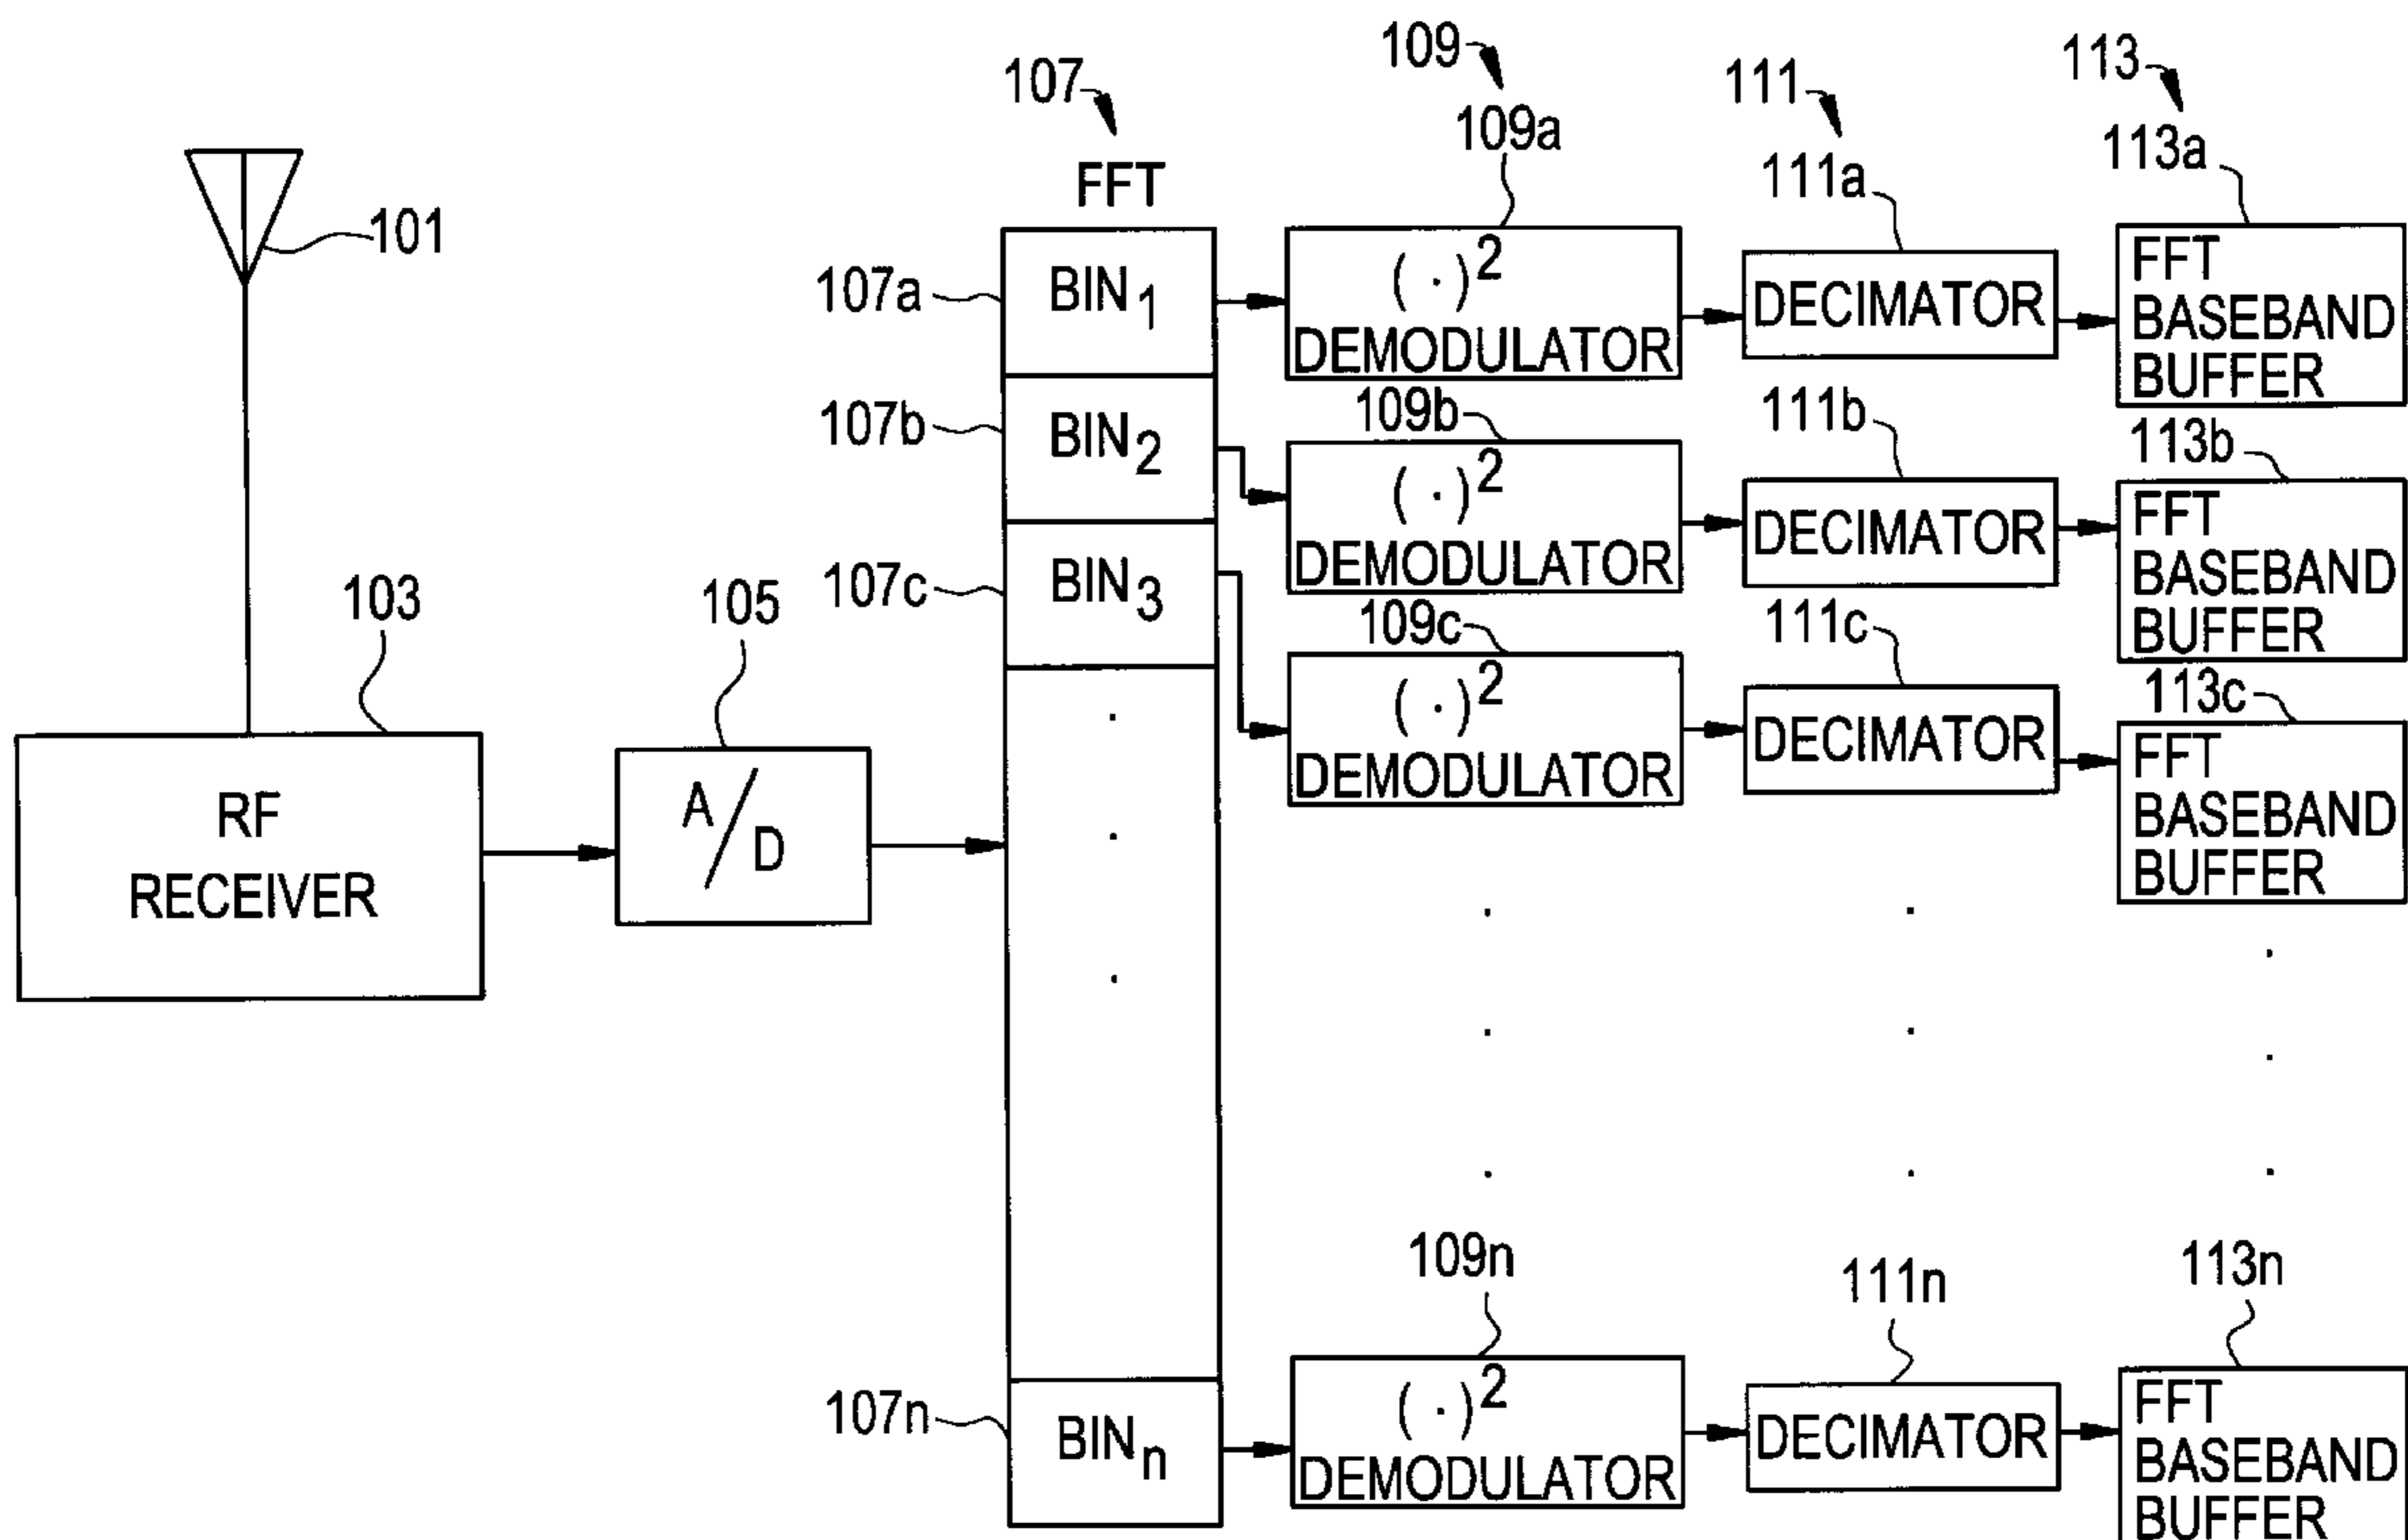 109
107
111
113
109a
111a
113a
FFT
101
107a
BIN1
(·)2
DEMODULATOR
DECIMATOR
FFT
BASEBAND
BUFFER
107b
BIN2
109b
(·)2
DEMODULATOR
111b
DECIMATOR
113b
FFT
BASEBAND
BUFFER
107c
BIN3
109c
(·)2
DEMODULATOR
111c
DECIMATOR
113c
FFT
BASEBAND
BUFFER
103
RF
RECEIVER
105
A/D
107n
BINn
109n
(·)2
DEMODULATOR
111n
DECIMATOR
113n
FFT
BASEBAND
BUFFER